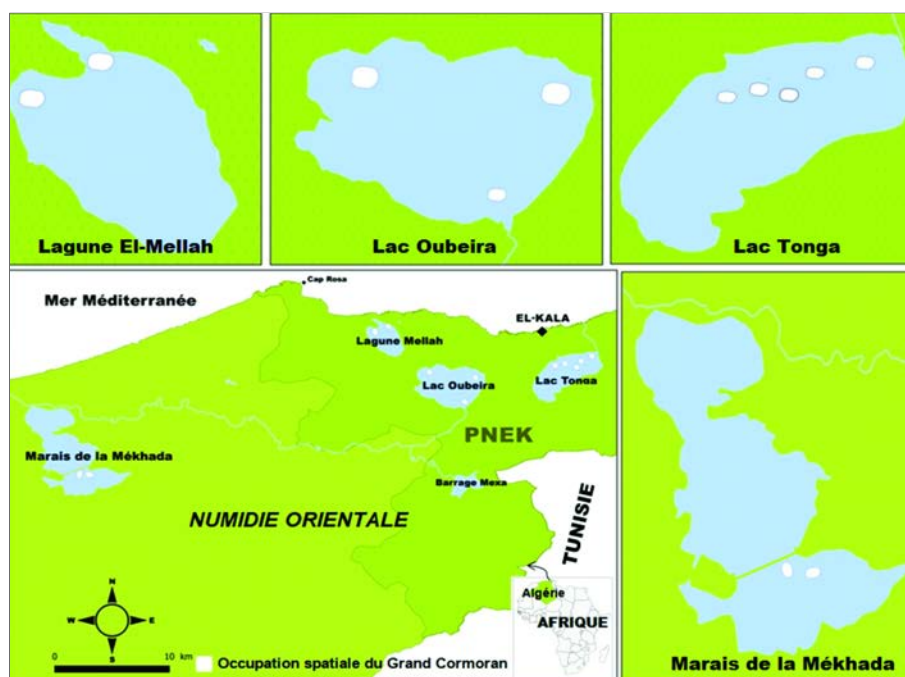 Lagune El-Mellah
Lac Oubeira
Lac Tonga
Mer Méditerranée
Cap Rosa
EL-KALA
Lagune Mellah
Lac Oubeira
Lac Tonga
PNEK
Marais de la Mékhada
Barrage Mexa
NUMIDIE ORIENTALE
TUNISIE
Algérie
AFRIQUE
N
W
E
S
0
10 km
Occupation spatiale du Grand Cormoran
Marais de la Mékhada